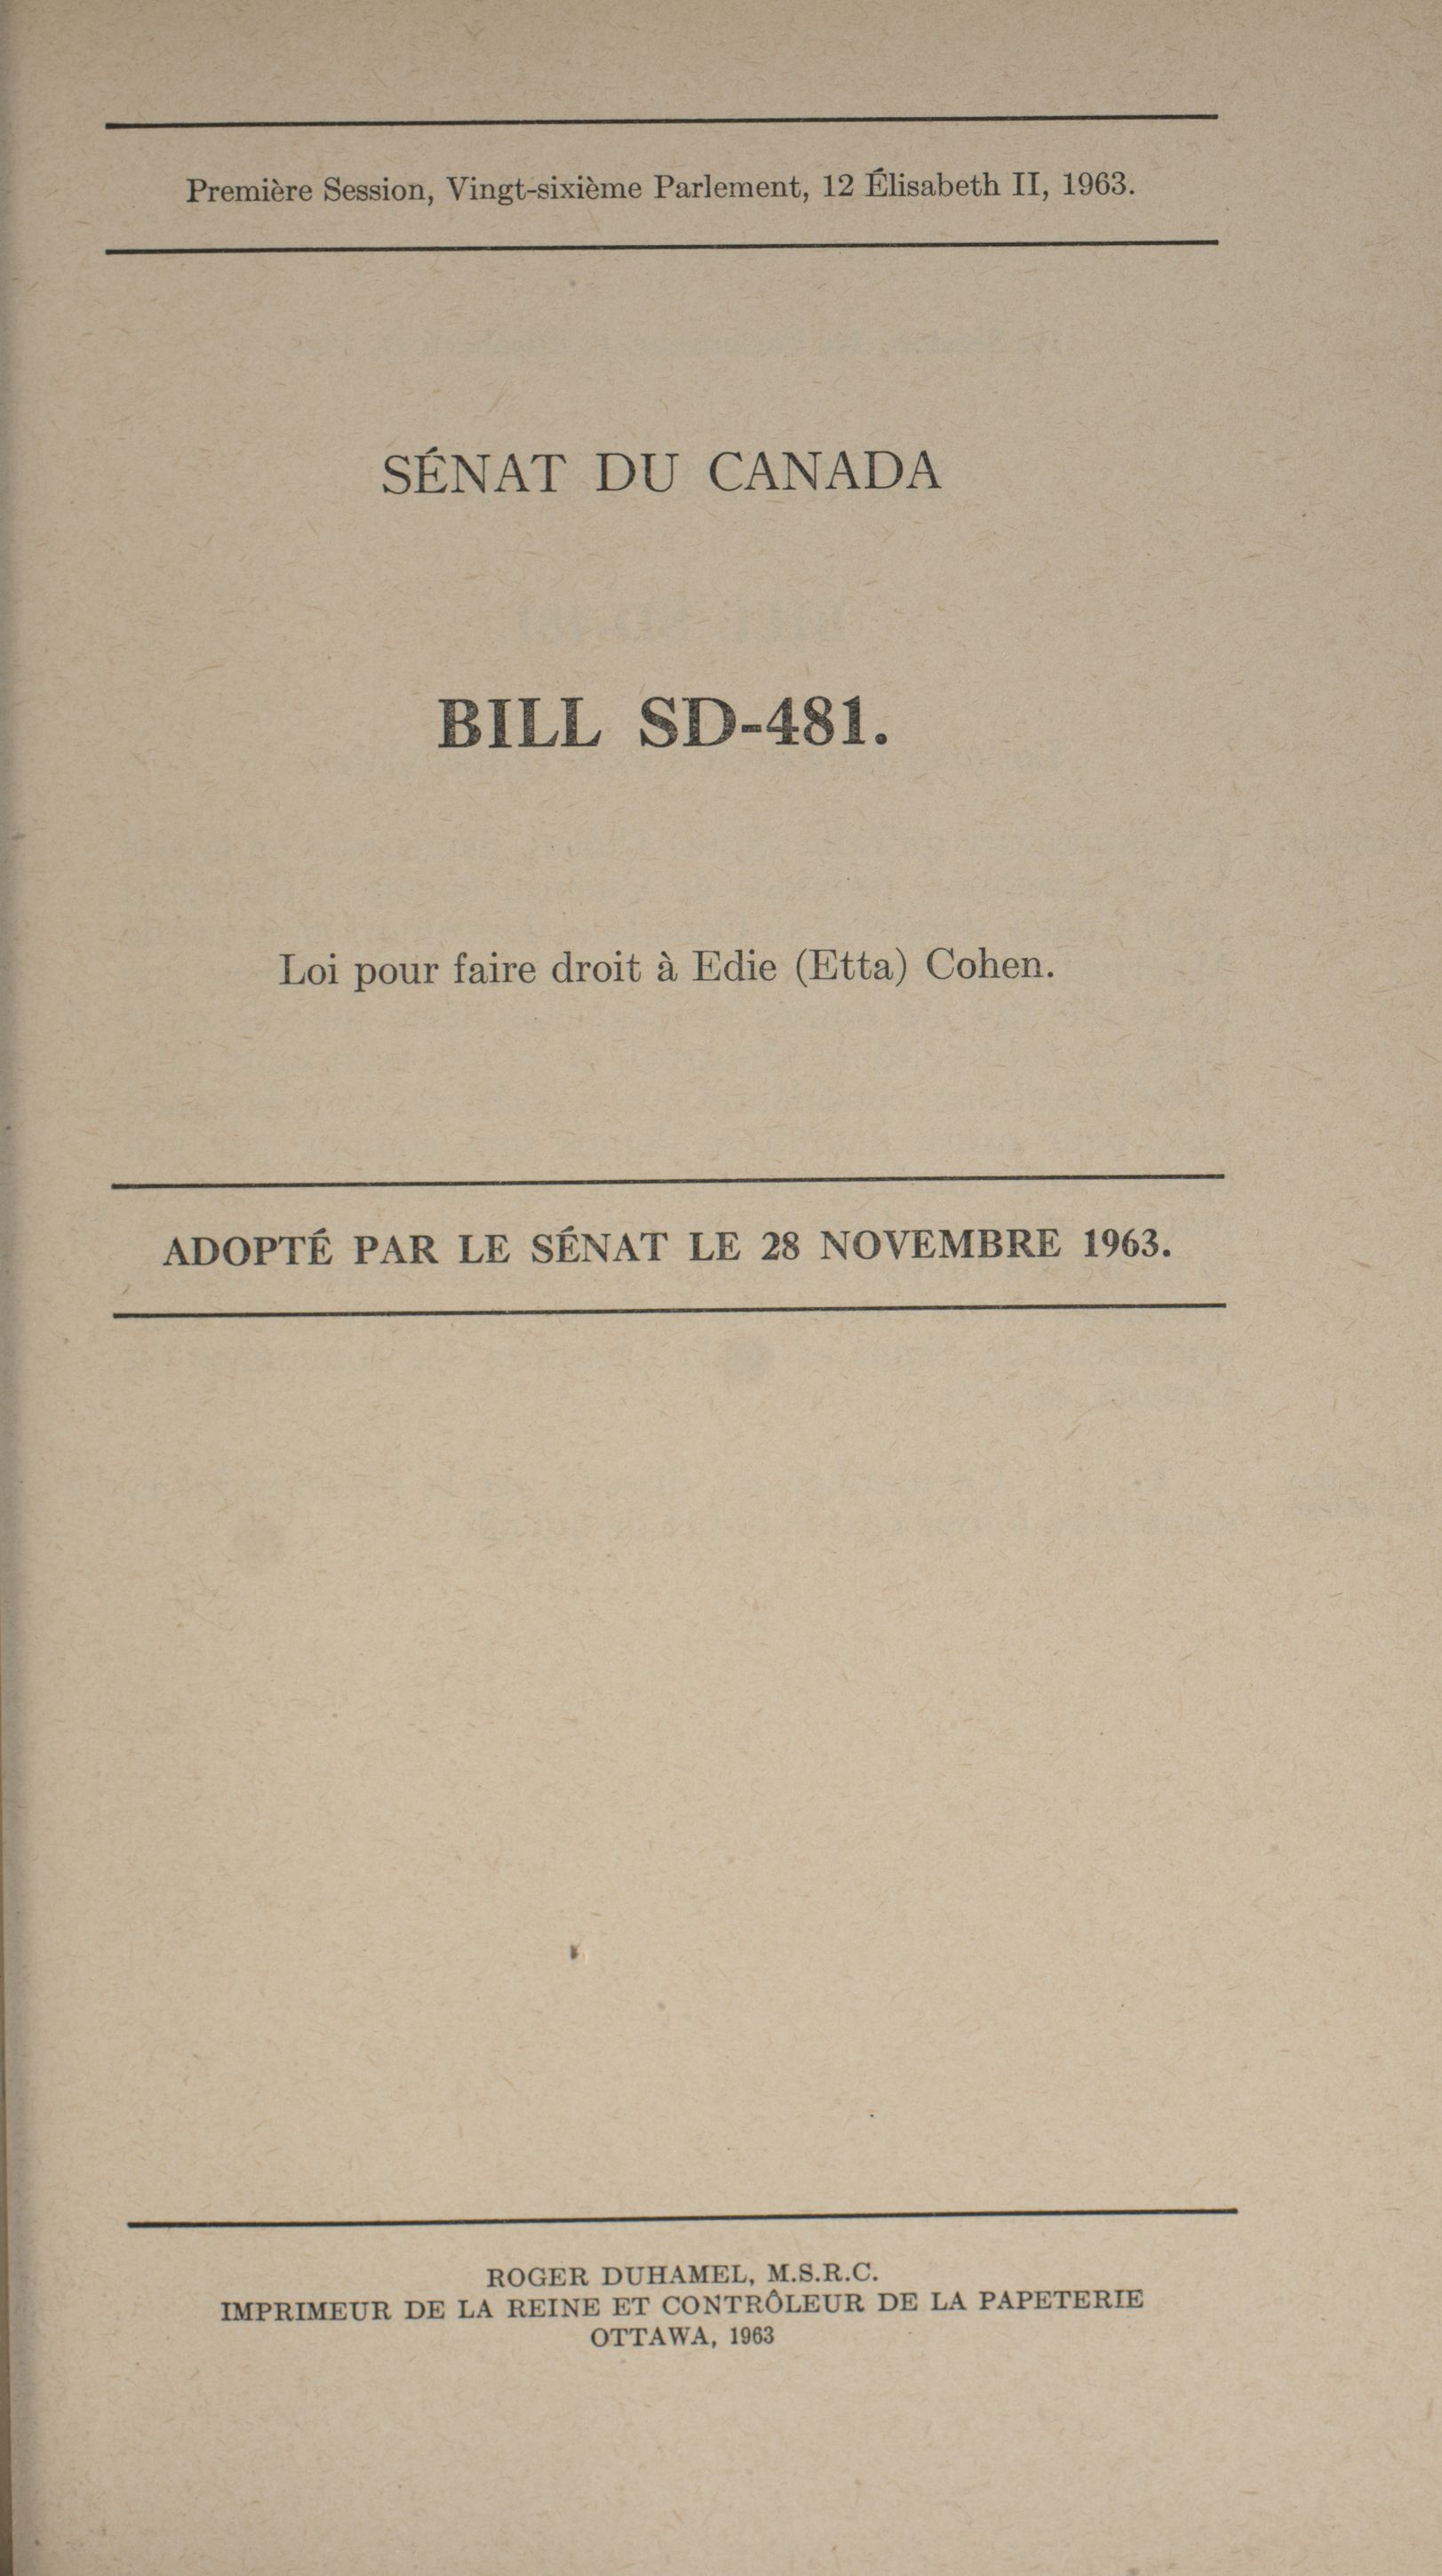 Première Session, Vingt-sixième Parlement, 12 Élisabeth II, 1963.
SÉNAT DU CANADA
BILL SD-481.
Loi pour faire droit à Edie (Etta) Cohen.
ADOPTÉ PAR LE SÉNAT LE 28 NOVEMBRE 1963.
ROGER DUHAMEL, M.S.R.C.
IMPRIMEUR DE LA REINE ET CONTRÔLEUR DE LA PAPETERIE
OTTAWA, 1963